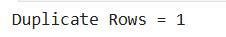 Duplicate Rows = 1